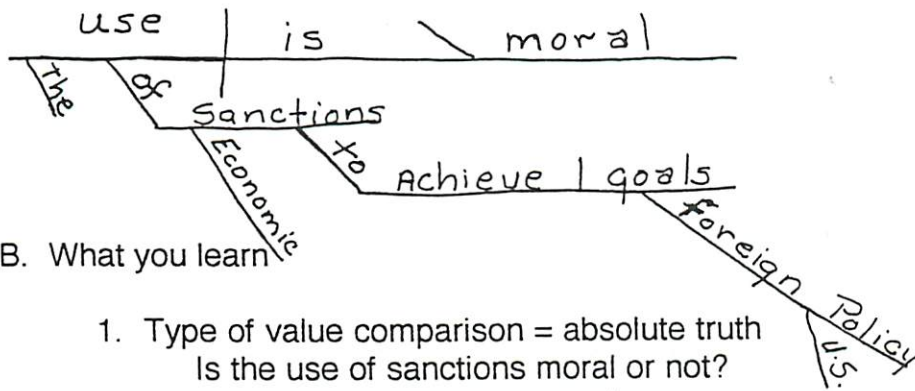 use is moral
The of Sanctions
Economic to Achieve goals
foreign Policy
U.S.
B. What you learn
1. Type of value comparison = absolute truth
Is the use of sanctions moral or not?